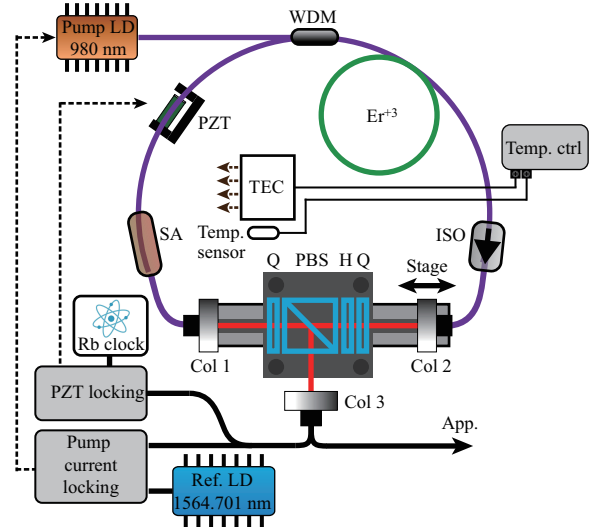 WDM
Pump LD
980 nm
PZT
Er+3
Temp. ctrl
TEC
SA
Temp.
sensor
ISO
Q PBS H Q
Stage
Rb clock
Col 1
Col 2
PZT locking
Col 3
App.
Pump
current
locking
Ref. LD
1564.701 nm